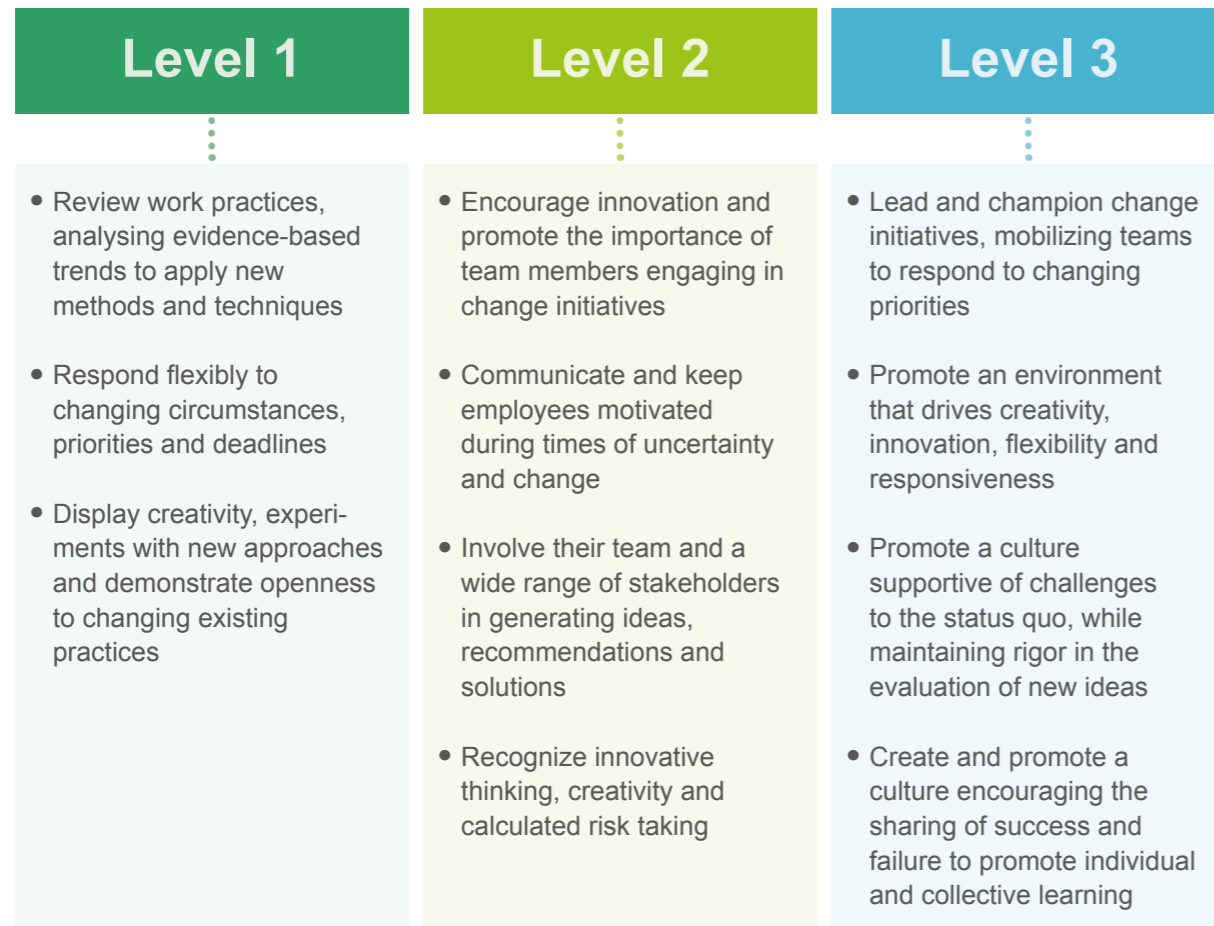 Level 1
• Review work practices,
analysing evidence-based
trends to apply new
methods and techniques
• Respond flexibly to
changing circumstances,
priorities and deadlines
• Display creativity, experi-
ments with new approaches
and demonstrate openness
to changing existing
practices
Level 2
• Encourage innovation and
promote the importance of
team members engaging in
change initiatives
• Communicate and keep
employees motivated
during times of uncertainty
and change
• Involve their team and a
wide range of stakeholders
in generating ideas,
recommendations and
solutions
• Recognize innovative
thinking, creativity and
calculated risk taking
Level 3
• Lead and champion change
initiatives, mobilizing teams
to respond to changing
priorities
• Promote an environment
that drives creativity,
innovation, flexibility and
responsiveness
• Promote a culture
supportive of challenges
to the status quo, while
maintaining rigor in the
evaluation of new ideas
• Create and promote a
culture encouraging the
sharing of success and
failure to promote individual
and collective learning